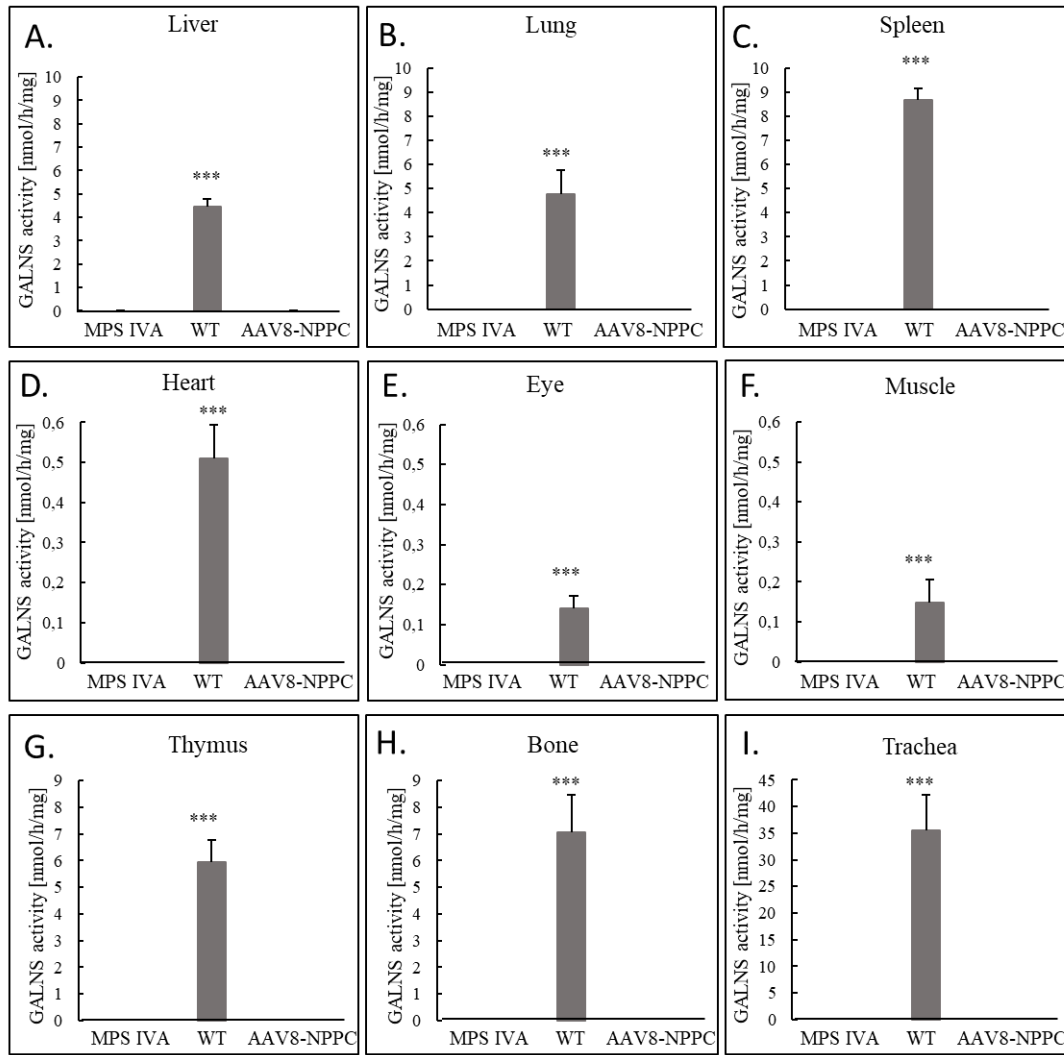 A.
Liver
GALNS activity [nmol/h/mg]
10
9
8
7
6
5
4
3
2
1
0
***
MPS IVA WT AAV8-NPPC
B.
Lung
GALNS activity [nmol/h/mg]
10
9
8
7
6
5
4
3
2
1
0
***
MPS IVA WT AAV8-NPPC
C.
Spleen
GALNS activity [nmol/h/mg]
10
9
8
7
6
5
4
3
2
1
0
***
MPS IVA WT AAV8-NPPC
D.
Heart
GALNS activity [nmol/h/mg]
0,6
0,5
0,4
0,3
0,2
0,1
0
***
MPS IVA WT AAV8-NPPC
E.
Eye
GALNS activity [nmol/h/mg]
0,6
0,5
0,4
0,3
0,2
0,1
0
***
MPS IVA WT AAV8-NPPC
F.
Muscle
GALNS activity [nmol/h/mg]
0,6
0,5
0,4
0,3
0,2
0,1
0
***
MPS IVA WT AAV8-NPPC
G.
Thymus
GALNS activity [nmol/h/mg]
9
8
7
6
5
4
3
2
1
0
***
MPS IVA WT AAV8-NPPC
H.
Bone
GALNS activity [nmol/h/mg]
9
8
7
6
5
4
3
2
1
0
***
MPS IVA WT AAV8-NPPC
I.
Trachea
GALNS activity [nmol/h/mg]
45
40
35
30
25
20
15
10
5
0
***
MPS IVA WT AAV8-NPPC